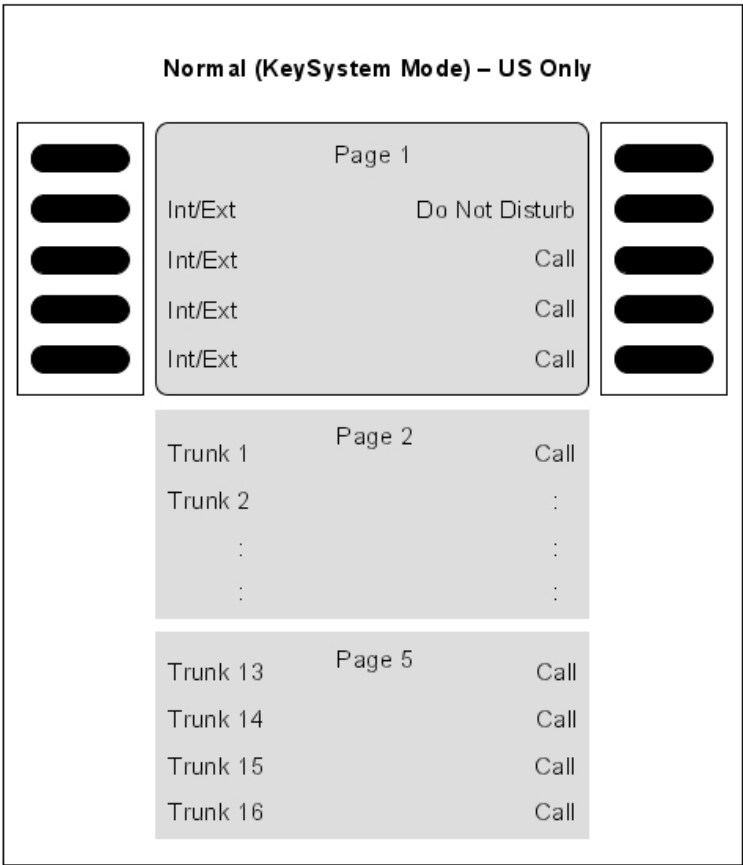 Normal (KeySystem Mode) – US Only
Page 1
Int/Ext Do Not Disturb
Int/Ext Call
Int/Ext Call
Int/Ext Call
Page 2
Trunk 1 Call
Trunk 2 :
: :
: :
Page 5
Trunk 13 Call
Trunk 14 Call
Trunk 15 Call
Trunk 16 Call